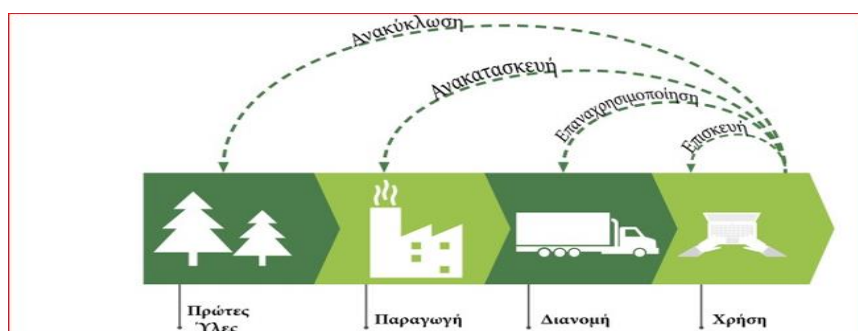 Ανακύκλωση
Ανακατασκευή
Επαναχρησιμοποίηση
Επισκευή
Πρώτες
Ύλες
Παραγωγή
Διανομή
Χρήση